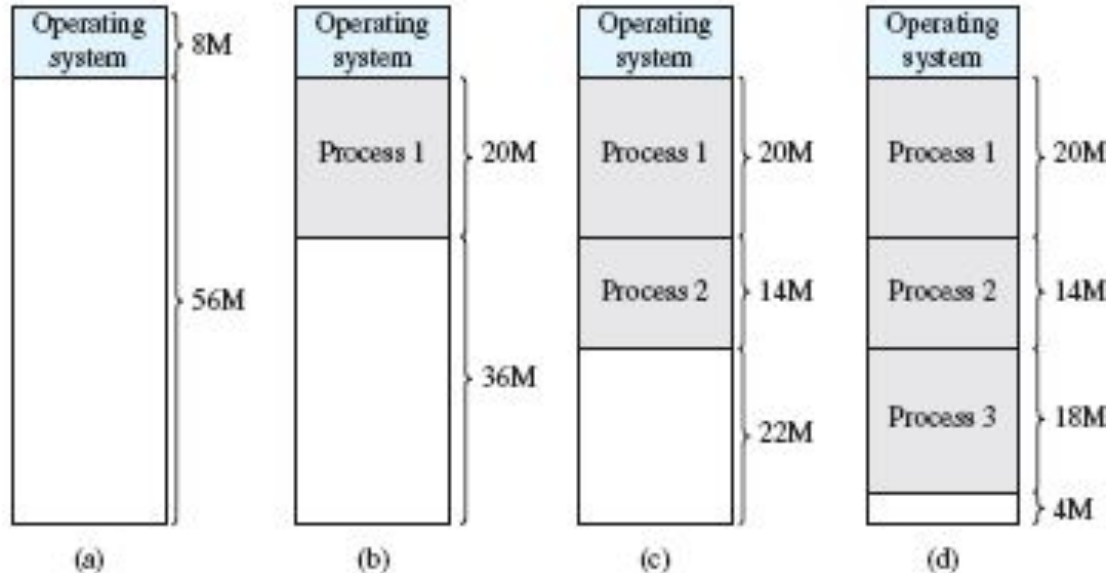 Operating
system
8M
56M
(a)
Operating
system
Process 1
20M
36M
(b)
Operating
system
Process 1
20M
Process 2
14M
22M
(c)
Operating
system
Process 1
20M
Process 2
14M
Process 3
18M
4M
(d)